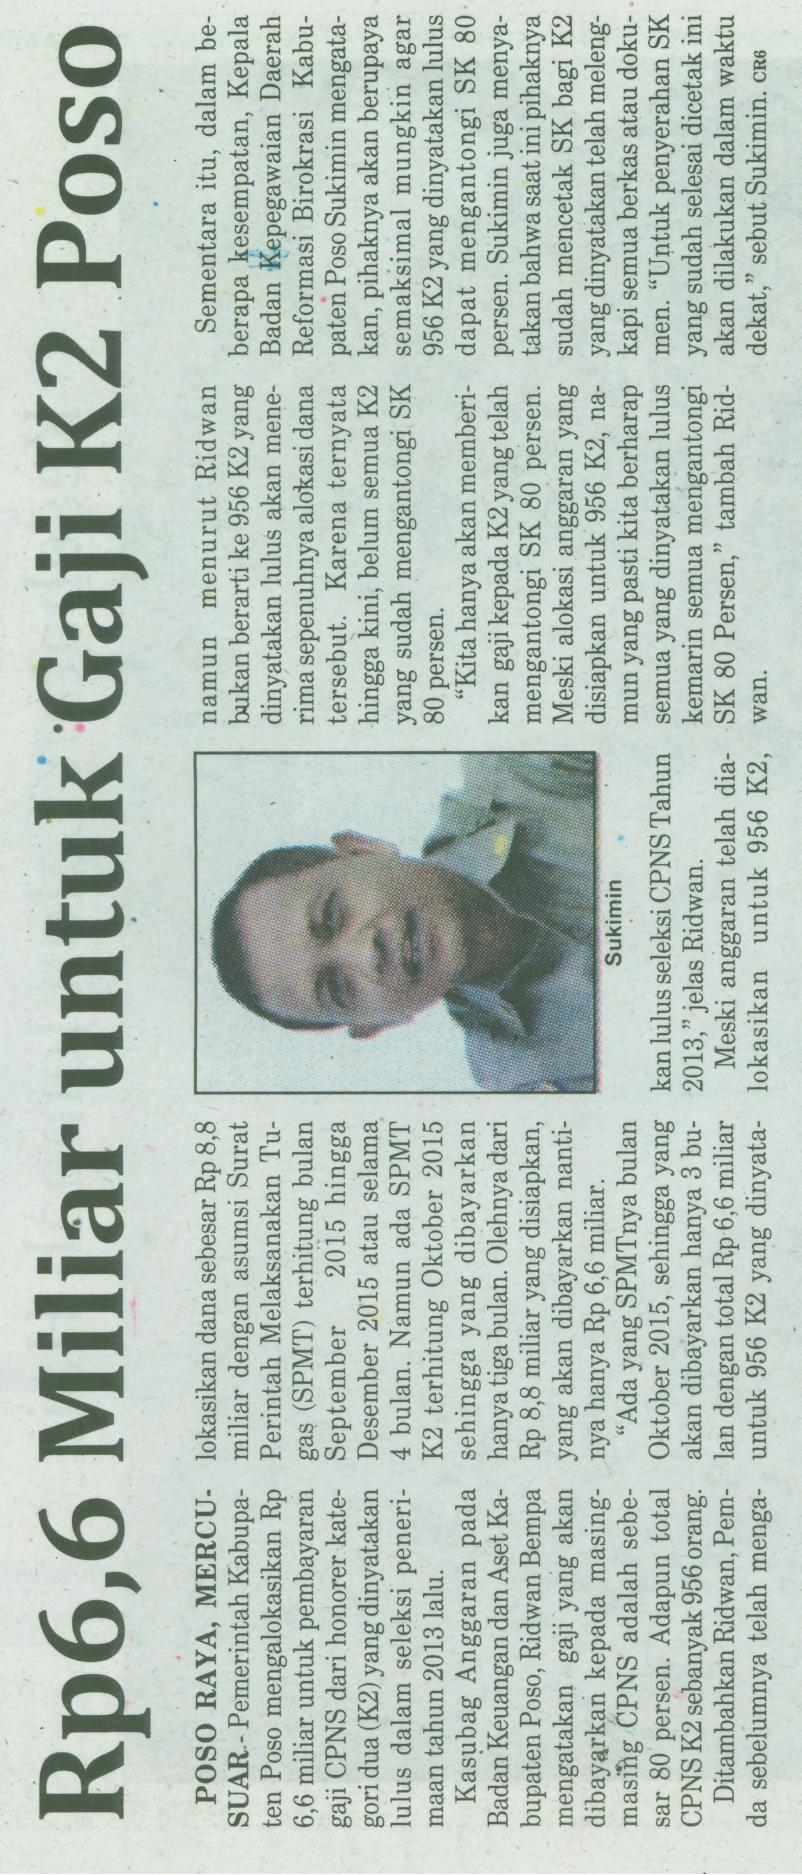 Rp6,6 Miliar untuk Gaji K2 Poso
POSO RAYA, MERCU-
SUAR.- Pemerintah Kabupa-
ten Poso mengalokasikan Rp
6,6 miliar untuk pembayaran
gaji CPNS dari honorer kate-
gori dua (K2) yang dinyatakan
lulus dalam seleksi peneri-
maan tahun 2013 lalu.
Kasubag Anggaran pada
Badan Keuangan dan Aset Ka-
bupaten Poso, Ridwan Bempa
mengatakan gaji yang akan
dibayarkan kepada masing-
masing CPNS adalah sebe-
sar 80 persen. Adapun total
CPNS K2 sebanyak 956 orang.
Ditambahkan Ridwan, Pem-
da sebelumnya telah menga-
lokasikan dana sebesar Rp 8,8
miliar dengan asumsi Surat
Perintah Melaksanakan Tu-
gas (SPMT) terhitung bulan
September 2015 hingga
Desember 2015 atau selama
4 bulan. Namun ada SPMT
K2 terhitung Oktober 2015
sehingga yang dibayarkan
hanya tiga bulan. Olehnya dari
Rp 8,8 miliar yang disiapkan,
yang akan dibayarkan nanti-
nya hanya Rp 6,6 miliar.
“Ada yang SPMTnya bulan
Oktober 2015, sehingga yang
akan dibayarkan hanya 3 bu-
lan dengan total Rp 6,6 miliar
untuk 956 K2 yang dinyata-
Sukimin
kan lulus seleksi CPNS Tahun
2013,” jelas Ridwan.
Meski anggaran telah dia-
lokasikan untuk 956 K2,
namun menurut Ridwan
bukan berarti ke 956 K2 yang
dinyatakan lulus akan mene-
rima sepenuhnya alokasi dana
tersebut. Karena ternyata
hingga kini, belum semua K2
yang sudah mengantongi SK
80 persen.
“Kita hanya akan memberi-
kan gaji kepada K2 yang telah
mengantongi SK 80 persen.
Meski alokasi anggaran yang
disiapkan untuk 956 K2, na-
mun yang pasti kita berharap
semua yang dinyatakan lulus
kemarin semua mengantongi
SK 80 Persen,” tambah Rid-
wan.
Sementara itu, dalam be-
berapa kesempatan, Kepala
Badan Kepegawaian Daerah
Reformasi Birokrasi Kabu-
paten Poso Sukimin mengata-
kan, pihaknya akan berupaya
semaksimal mungkin agar
956 K2 yang dinyatakan lulus
dapat mengantongi SK 80
persen. Sukimin juga menya-
takan bahwa saat ini pihaknya
sudah mencetak SK bagi K2
yang dinyatakan telah meleng-
kapi semua berkas atau doku-
men. “Untuk penyerahan SK
yang sudah selesai dicetak ini
akan dilakukan dalam waktu
dekat,” sebut Sukimin. CR6